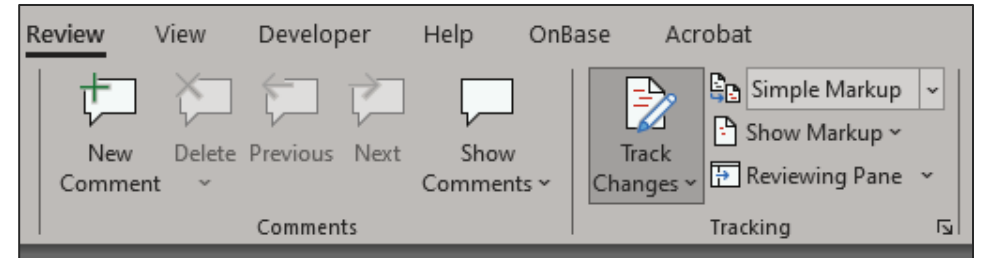 Review View Developer Help OnBase Acrobat
New Comment
Delete
Previous
Next
Show Comments
Track Changes
Simple Markup
Show Markup
Reviewing Pane
Comments
Tracking